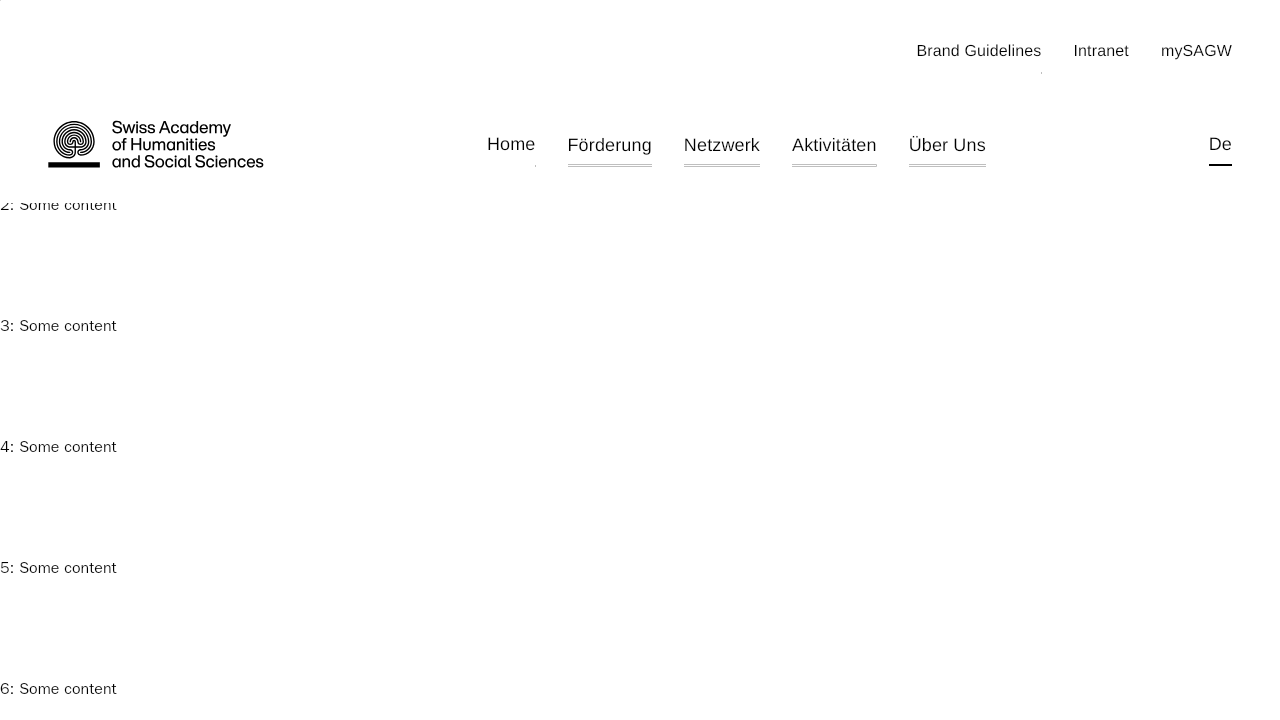 Brand Guidelines Intranet mySAGW
Swiss Academy
of Humanities
and Social Sciences
Home Förderung Netzwerk Aktivitäten Über Uns De
2: Some content
3: Some content
4: Some content
5: Some content
6: Some content